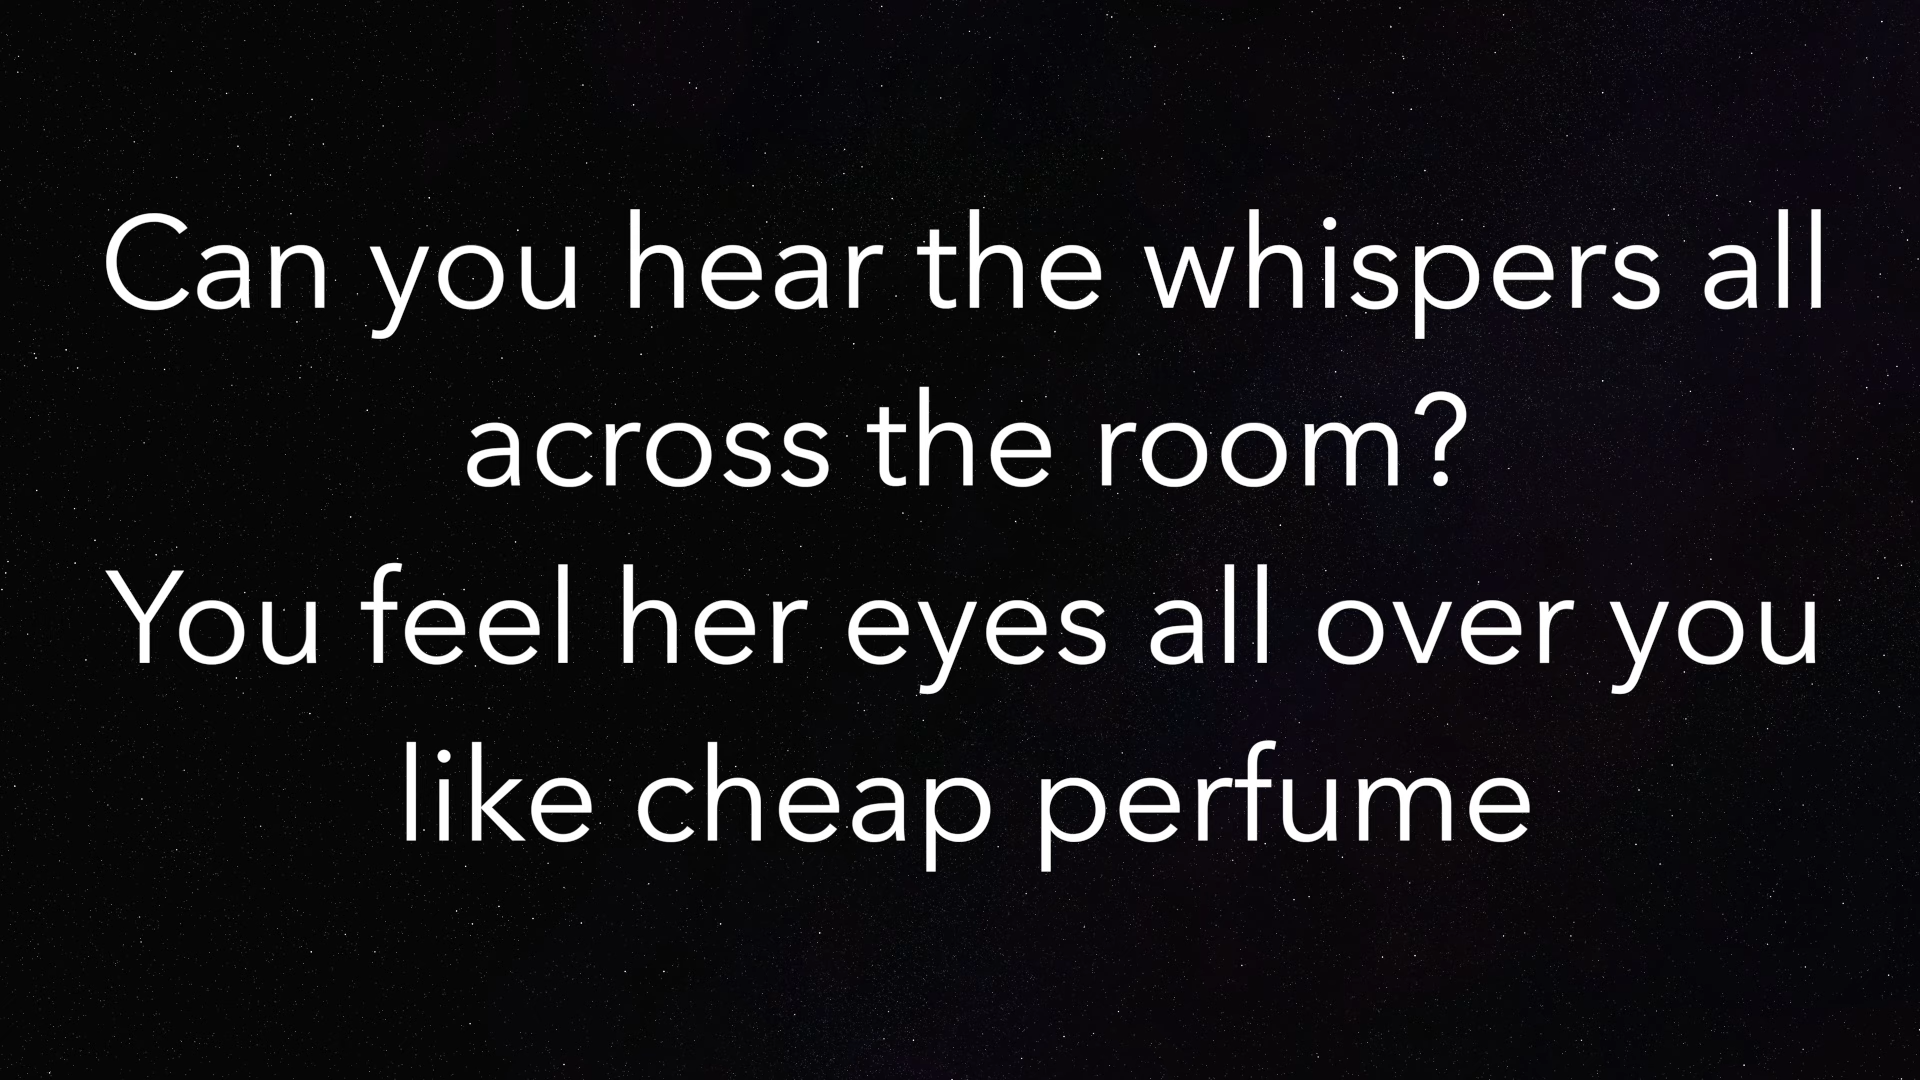 Can you hear the whispers all
across the room?
You feel her eyes all over you
like cheap perfume